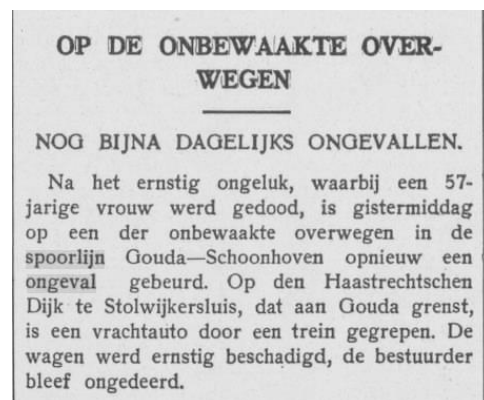 OP DE ONBEWAAKTE OVER-
WEGEN
NOG BIJNA DAGELIJKS ONGEVALLEN.
Na het ernstig ongeluk, waarbij een 57-
jarige vrouw werd gedood, is gistermiddag
op een der onbewaakte overwegen in de
spoorlijn Gouda—Schoonhoven opnieuw een
ongeval gebeurd. Op den Haastrechtschen
Dijk te Stolwijkersluis, dat aan Gouda grenst,
is een vrachtauto door een trein gegrepen. De
wagen werd ernstig beschadigd, de bestuurder
bleef ongedeerd.